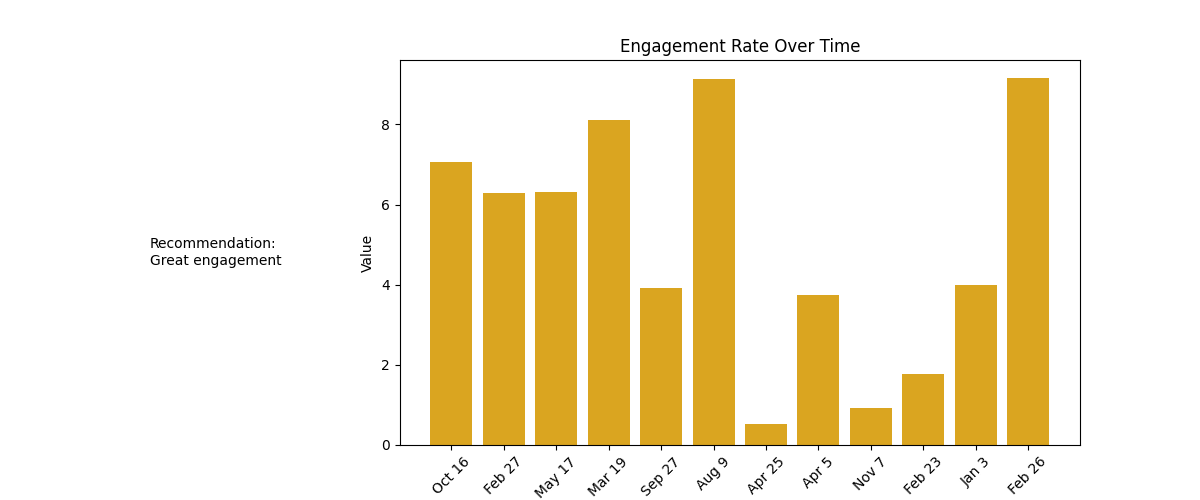 Engagement Rate Over Time
Recommendation:
Great engagement
Value
8
6
4
2
0
Oct 16
Feb 27
May 17
Mar 19
Sep 27
Aug 9
Apr 25
Apr 5
Nov 7
Feb 23
Jan 3
Feb 26